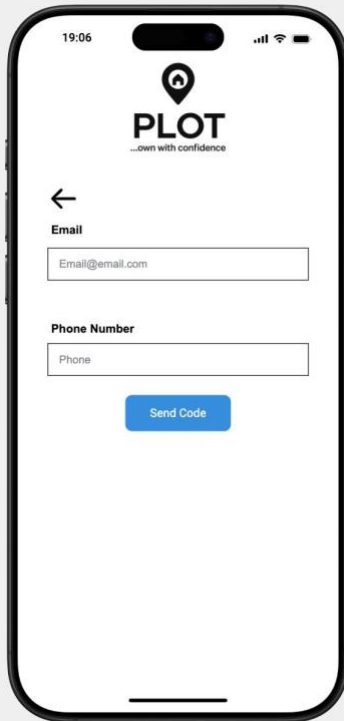 19:06
PLOT
...own with confidence
Email
Email@email.com
Phone Number
Phone
Send Code